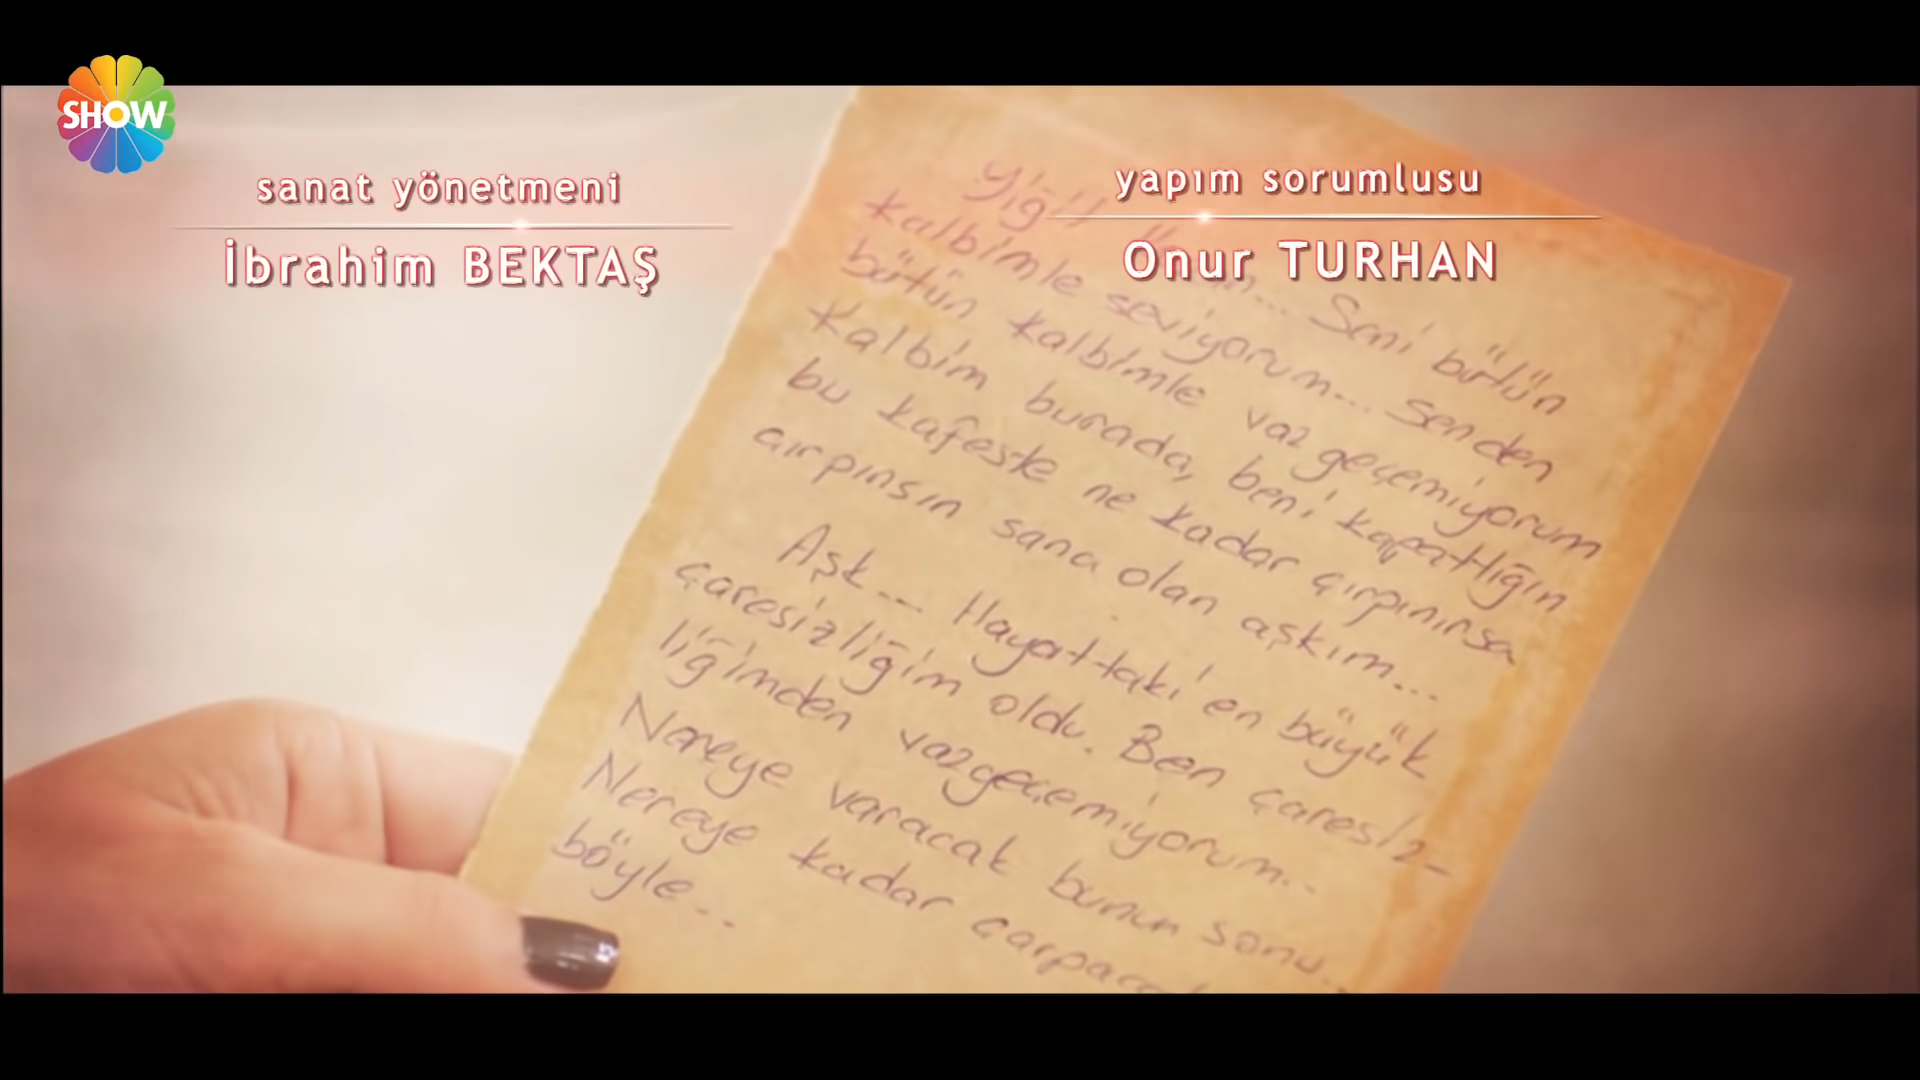 SHOW
sanat yönetmeni
İbrahim BEKTAŞ
yapım sorumlusu
Onur TURHAN
Seni bütün
kalbimle seviyorum... Senden
bütün kalbimle vazgeçemiyorum
Kalbim burada, beni kapattığın
bu kafeste ne kadar çırpınırsa
çırpınsın sana olan aşkım...
Aşk... Hayattaki en büyük
çaresizliğim oldu. Ben çaresiz-
liğimden vazgeçemiyorum...
Nereye varacak bunun sonu...
Nereye kadar
böyle...